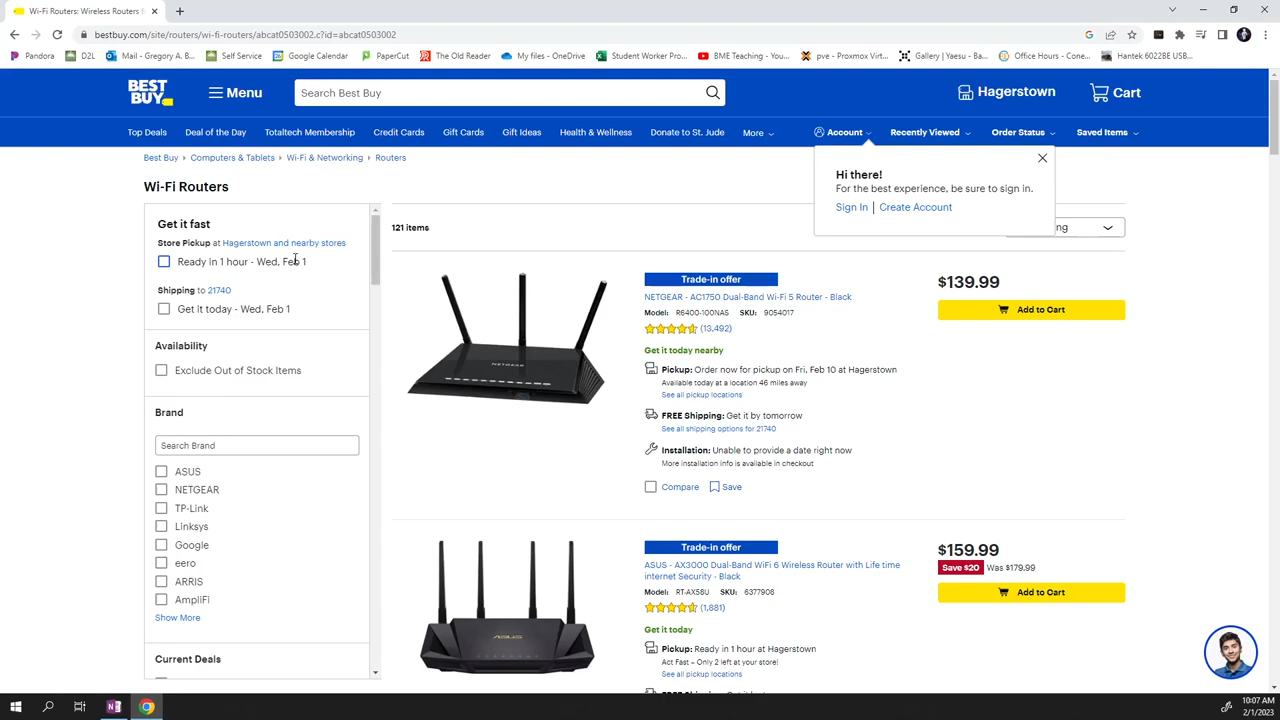 Wi-Fi Routers: Wireless Routers f
bestbuy.com/site/routers/wi-fi-routers/abcat0503002.c?id=abcat0503002
Pandora
D2L
Mail - Gregory A. B...
Self Service
Google Calendar
PaperCut
The Old Reader
My files - OneDrive
Student Worker Pro...
BME Teaching - You...
pve - Proxmox Virt...
Gallery | Yaesu - Ba...
Office Hours - Cone...
Hantek 6022BE USB...
BEST BUY
Menu
Search Best Buy
Hagerstown
Cart
Top Deals
Deal of the Day
Totaltech Membership
Credit Cards
Gift Cards
Gift Ideas
Health & Wellness
Donate to St. Jude
More
Account
Recently Viewed
Order Status
Saved Items
Best Buy
Computers & Tablets
Wi-Fi & Networking
Routers
Hi there!
For the best experience, be sure to sign in.
Sign In | Create Account
Wi-Fi Routers
Get it fast
Store Pickup at Hagerstown and nearby stores
Ready in 1 hour - Wed, Feb 1
Shipping to 21740
Get it today - Wed, Feb 1
Availability
Exclude Out of Stock Items
Brand
Search Brand
ASUS
NETGEAR
TP-Link
Linksys
Google
eero
ARRIS
AmpliFi
Show More
Current Deals
121 items
ng
NETGEAR
Trade-in offer
NETGEAR - AC1750 Dual-Band Wi-Fi 5 Router - Black
Model: R6400-100NAS SKU: 9054017
(13,492)
Get it today nearby
Pickup: Order now for pickup on Fri, Feb 10 at Hagerstown
Available today at a location 46 miles away
See all pickup locations
FREE Shipping: Get it by tomorrow
See all shipping options for 21740
Installation: Unable to provide a date right now
More installation info is available in checkout
Compare
Save
$139.99
Add to Cart
ASUS
Trade-in offer
ASUS - AX3000 Dual-Band WiFi 6 Wireless Router with Life time
internet Security - Black
Model: RT-AX58U SKU: 6377908
(1,881)
Get it today
Pickup: Ready in 1 hour at Hagerstown
Act Fast – Only 2 left at your store!
See all pickup locations
$159.99
Save $20 Was $179.99
Add to Cart
10:07 AM
2/1/2023